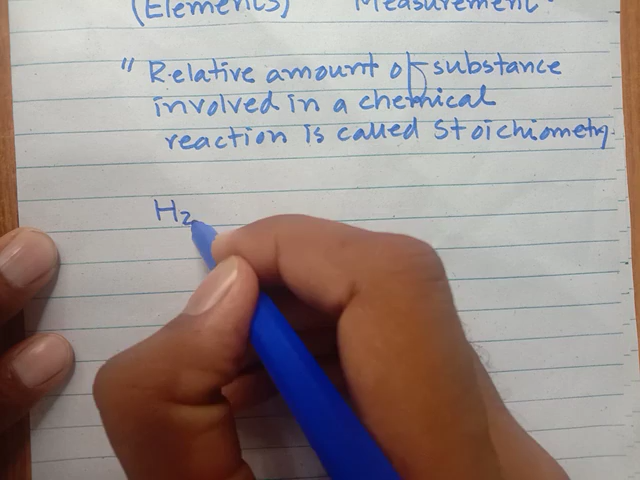 (Elements) Measurement
" Relative amount of substance
involved in a chemical
reaction is called Stoichiometry.
H2